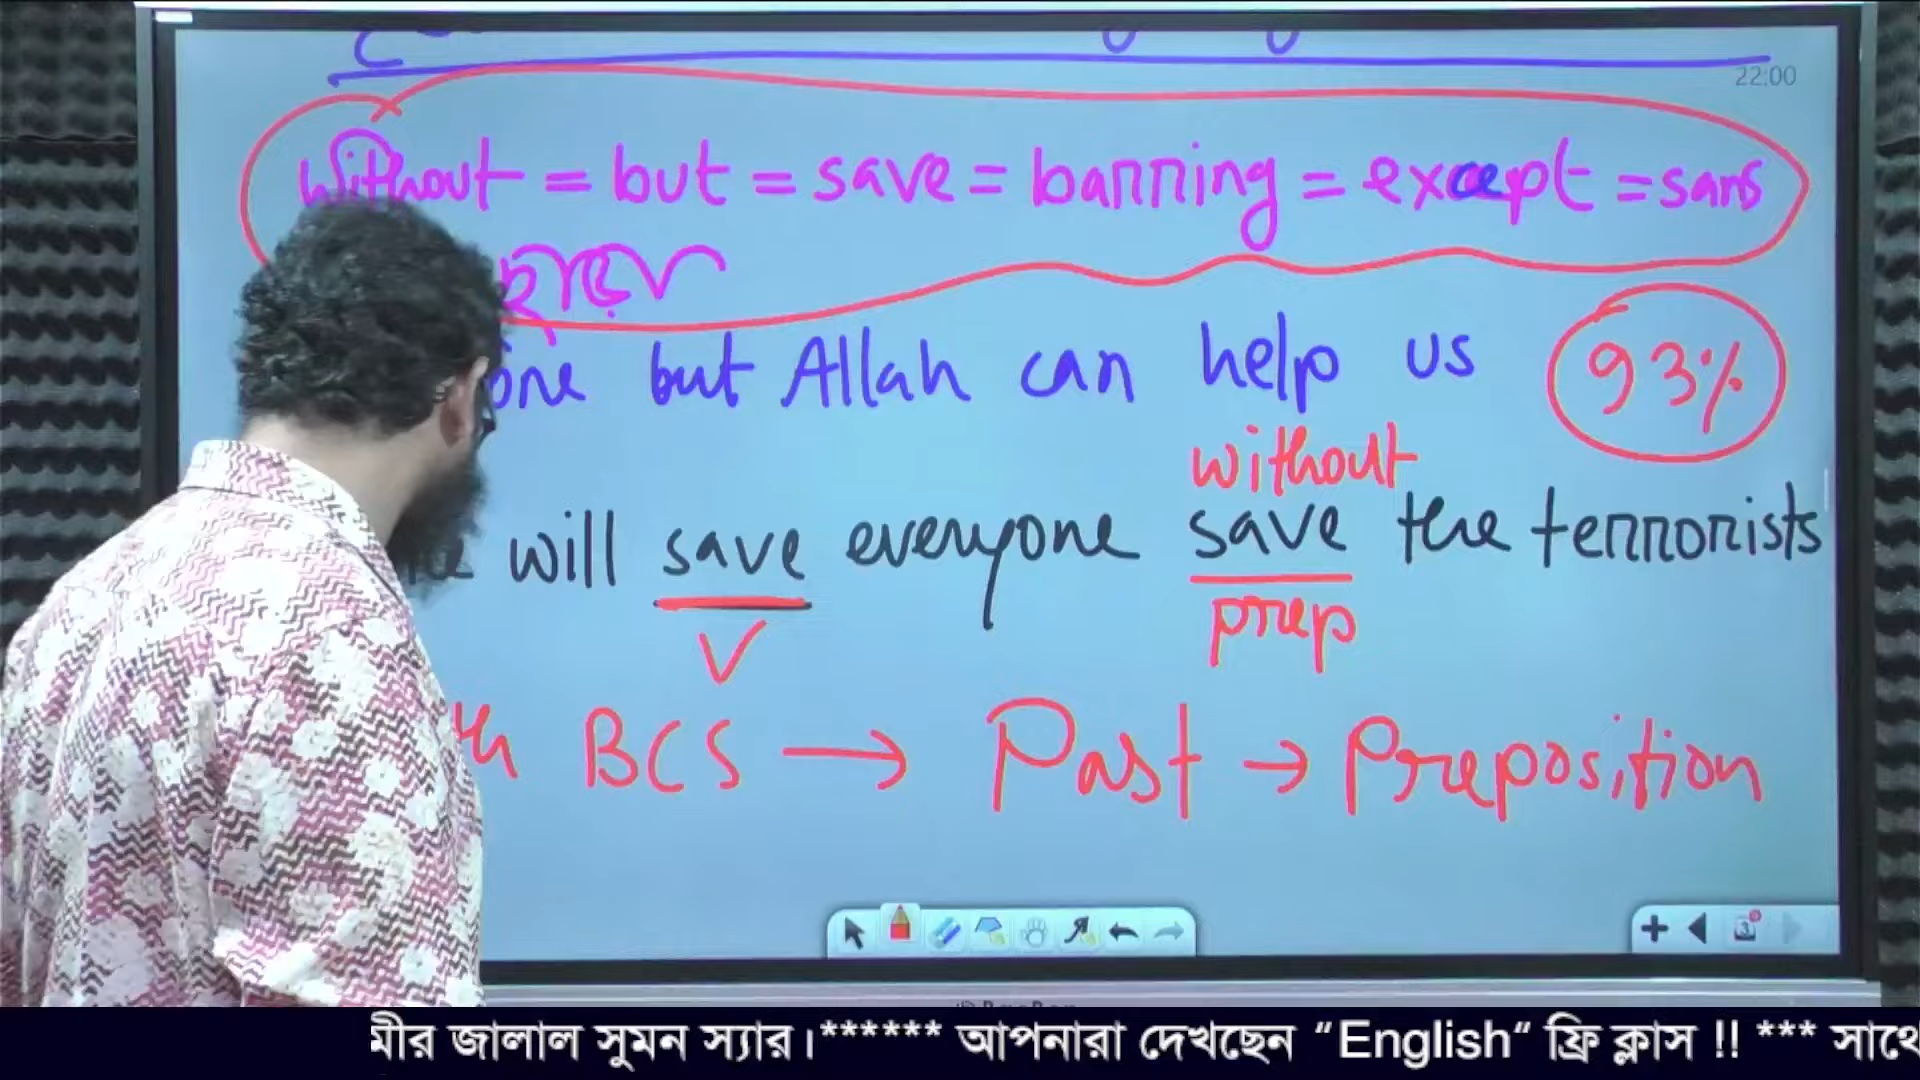 22:00
Without = but = save = barring = except = sans
but Allah can help us 93%
without
will save everyone save the terrorists
V prep
BCS → Past → Preposition
মীর জালাল সুমন স্যার।****** আপনারা দেখছেন “English“ ফ্রি ক্লাস !! *** সাথে